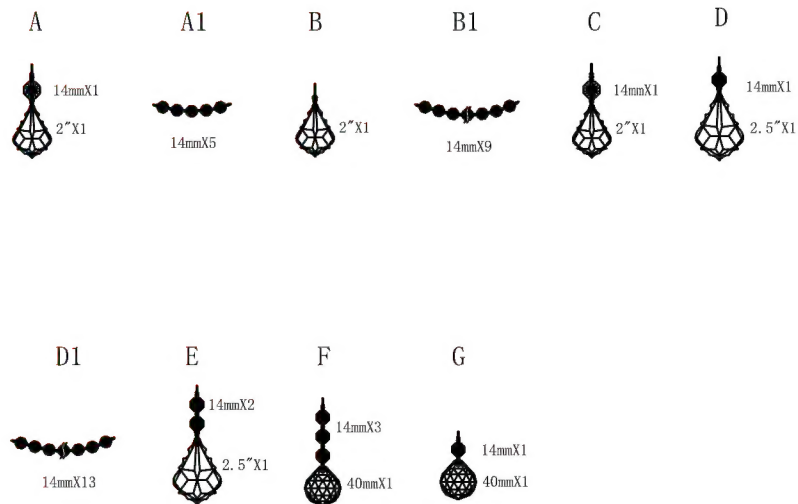 A A1 B B1 C D
14mmX1 14mmX1 14mmX1
2"X1 14mmX5 2"X1 14mmX9 2"X1 2.5"X1
D1 E F G
14mmX2
14mmX3
14mmX1
14mmX13 2.5"X1 40mmX1 40mmX1